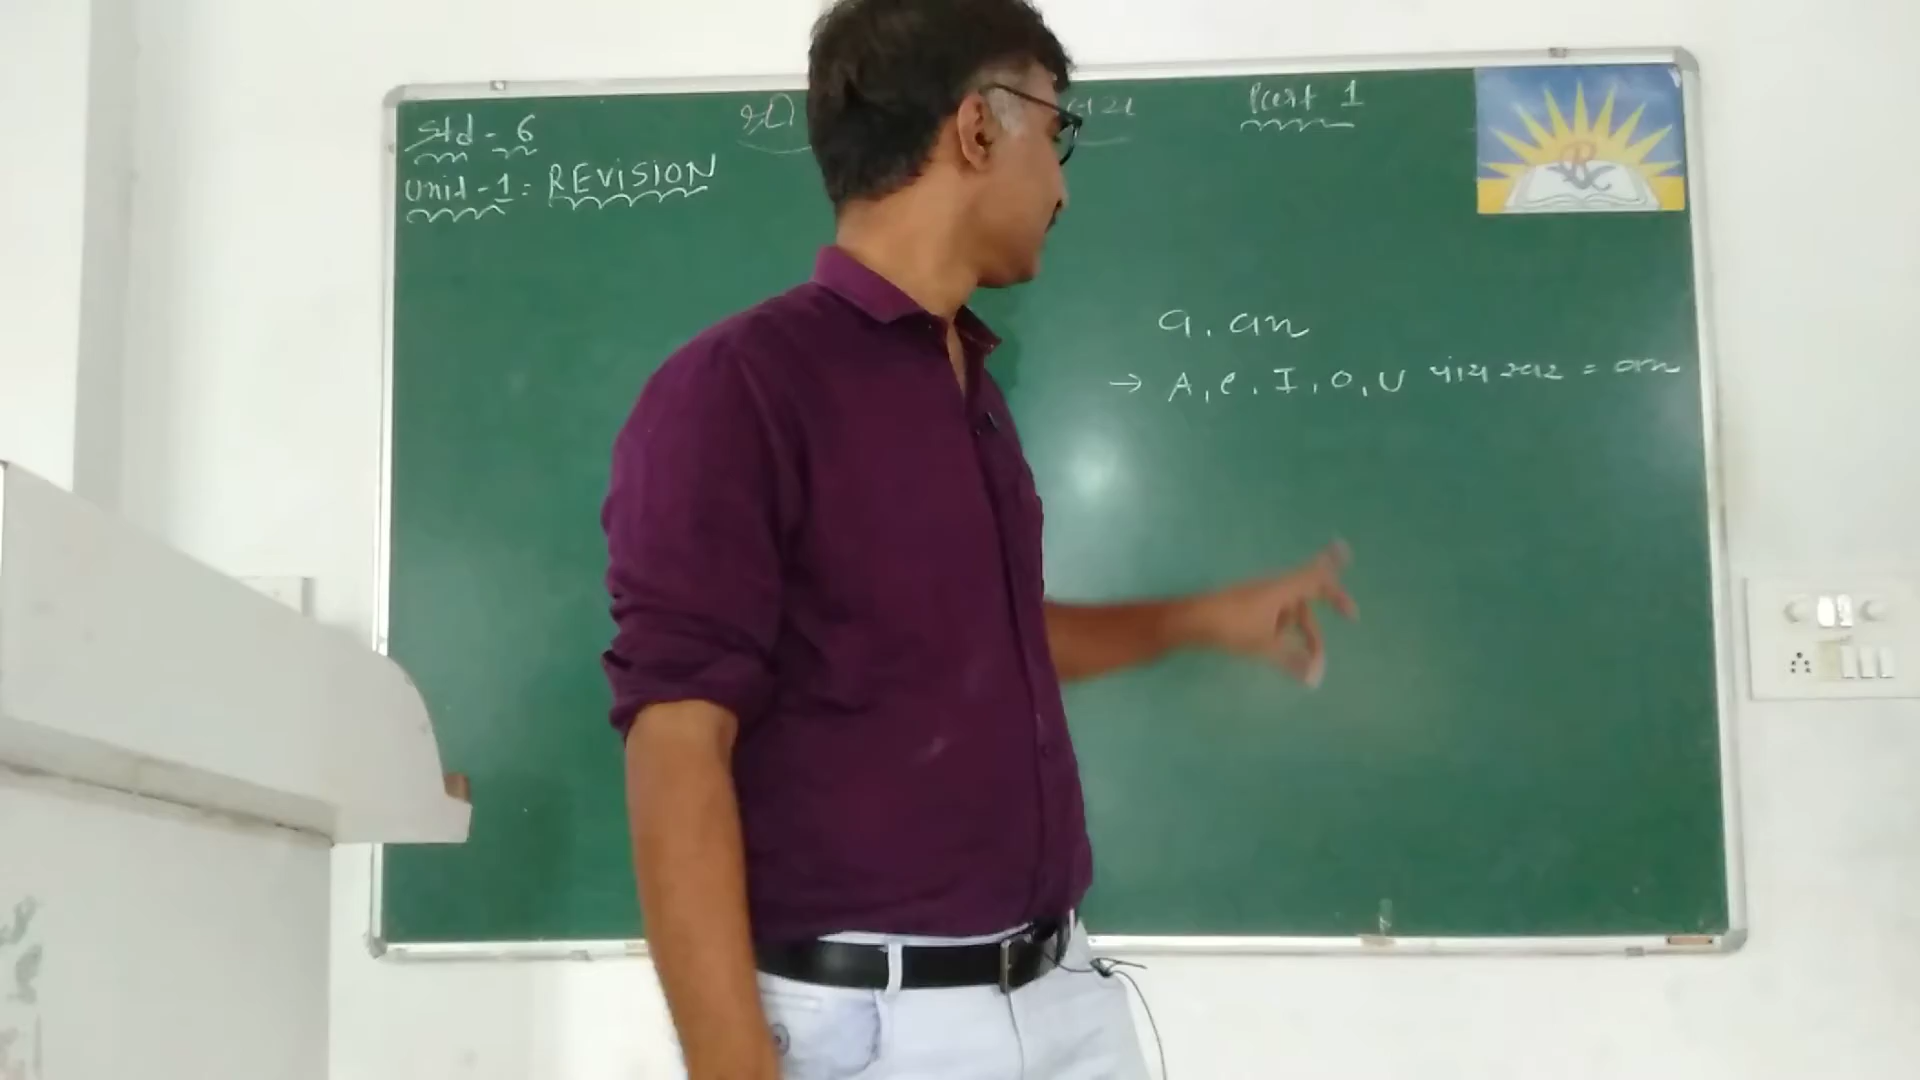 Part 1
Std - 6
Unit - 1 : REVISION
a, an
→ A, e, I, O, U પાંચ સ્વર = an